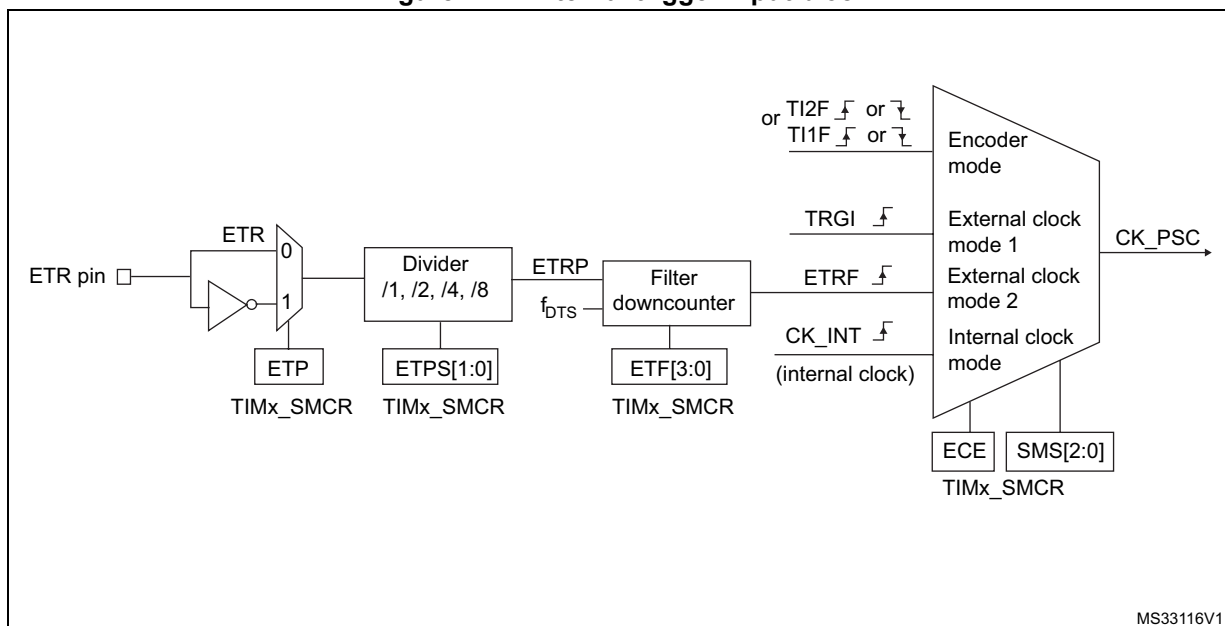 or TI2F or
TI1F or
Encoder
mode
TRGI
External clock
mode 1
CK_PSC
ETR
0
ETR pin
1
Divider
/1, /2, /4, /8
ETRP
fDTS
Filter
downcounter
ETRF
External clock
mode 2
CK_INT
(internal clock)
Internal clock
mode
ETP
TIMx_SMCR
ETPS[1:0]
TIMx_SMCR
ETF[3:0]
TIMx_SMCR
ECE
SMS[2:0]
TIMx_SMCR
MS33116V1